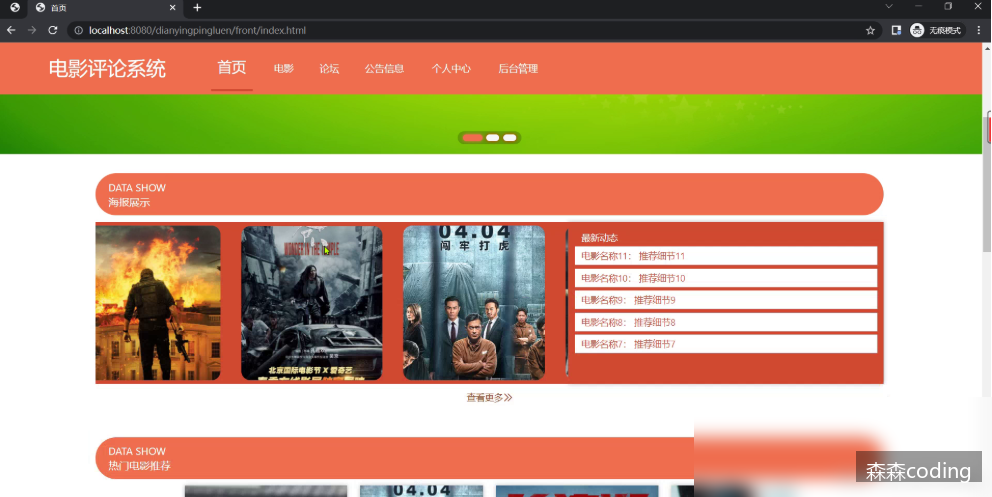 首页
localhost:8080/dianyingpingluen/front/index.html
无痕模式
电影评论系统 首页 电影 论坛 公告信息 个人中心 后台管理
DATA SHOW
海报展示
04.04
闯牢打虎
北京国际电影节 X 爱奇艺
最新动态
电影名称11： 推荐细节11
电影名称10： 推荐细节10
电影名称9： 推荐细节9
电影名称8： 推荐细节8
电影名称7： 推荐细节7
查看更多
DATA SHOW
热门电影推荐
04.04
森森coding